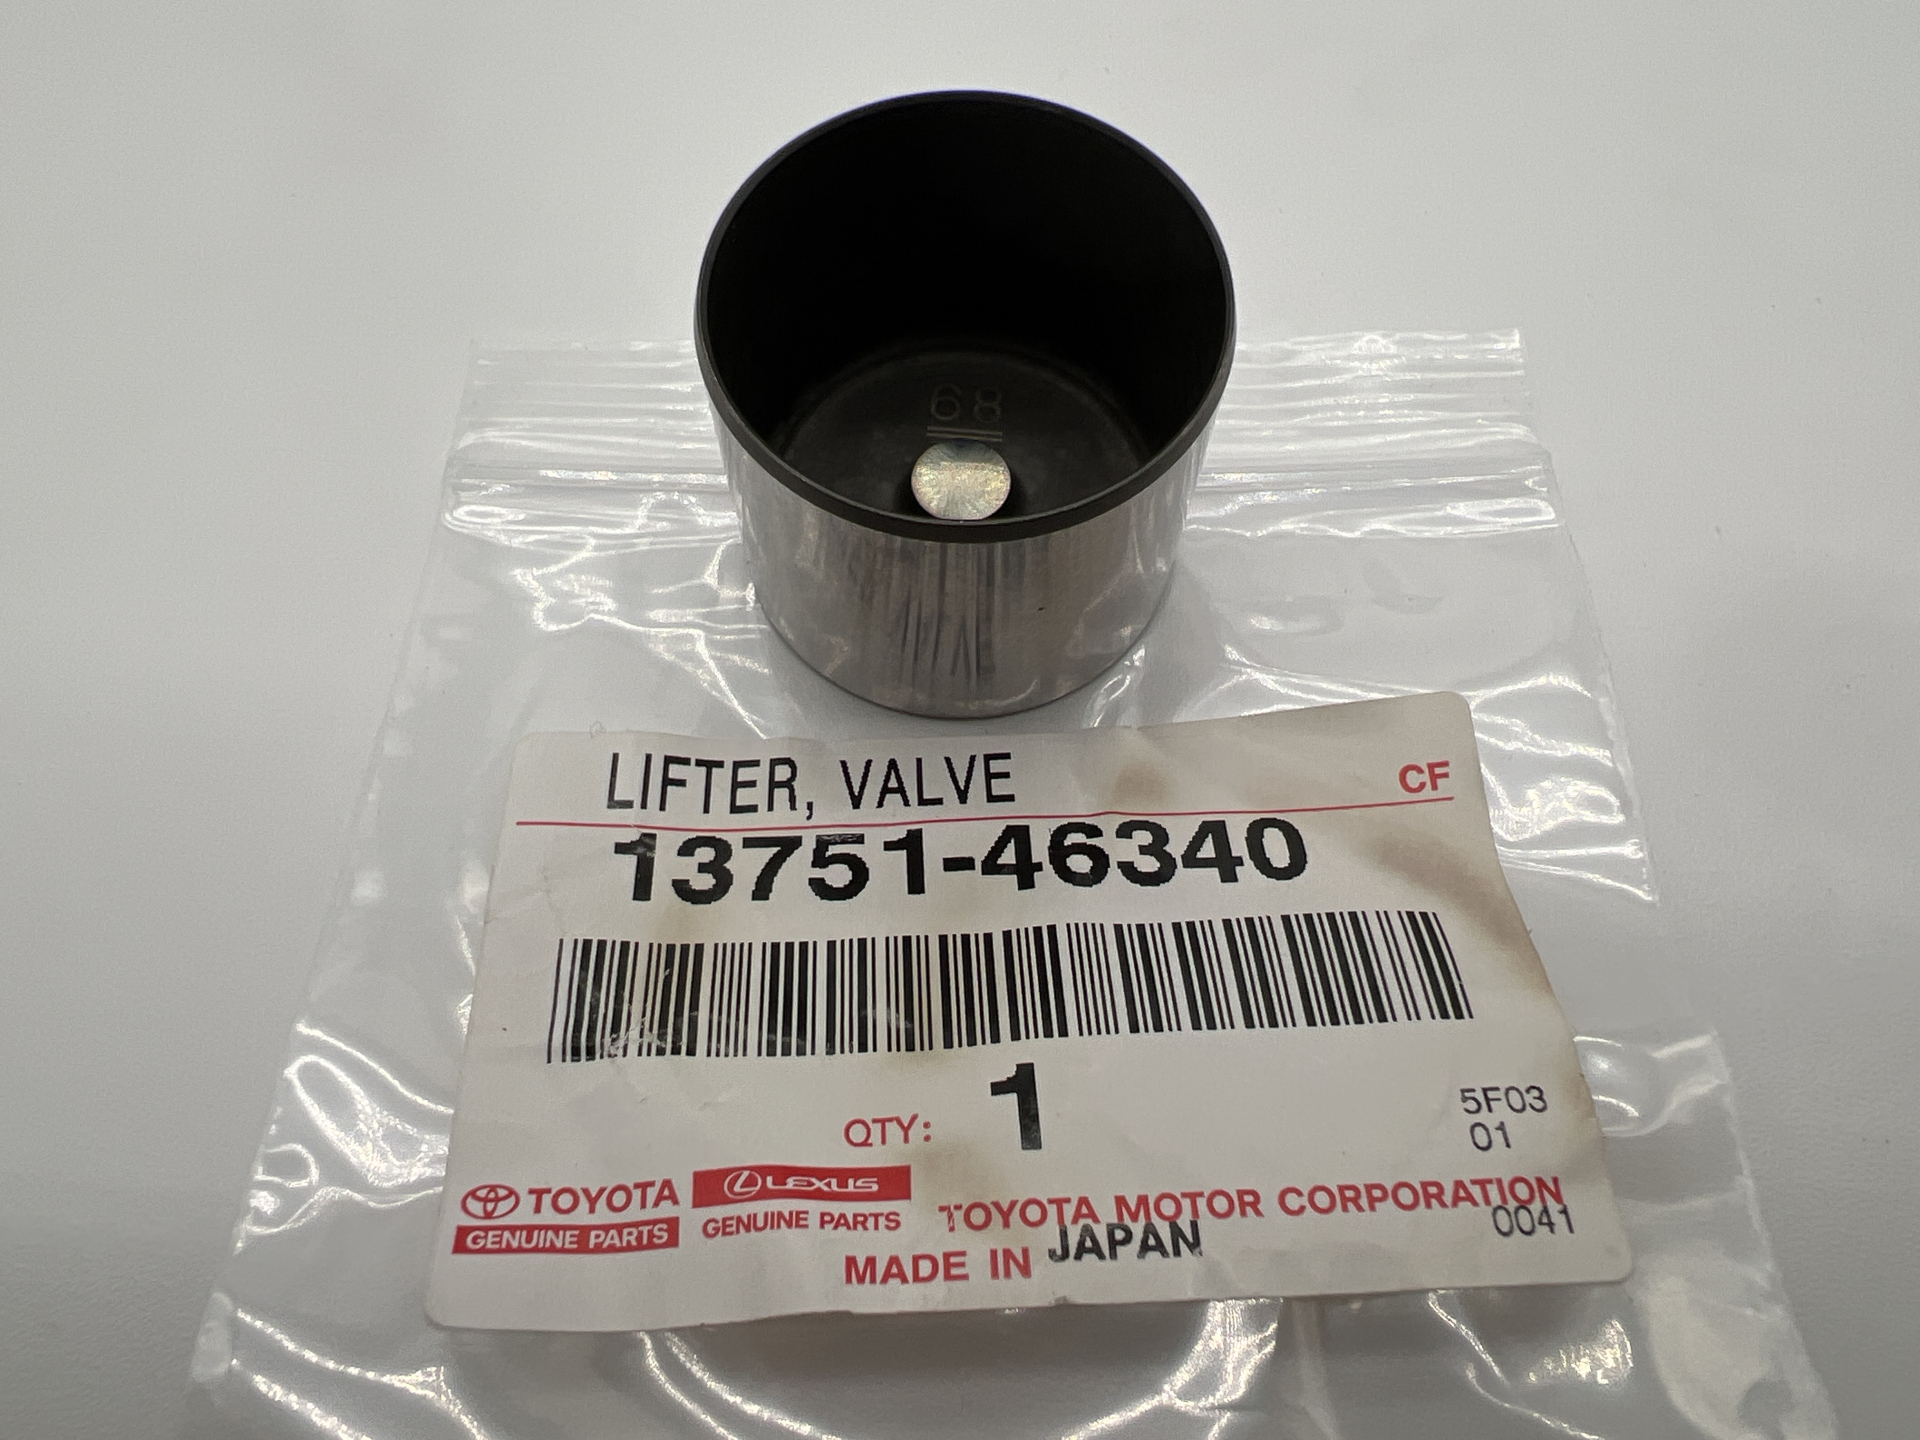 68
LIFTER, VALVE
CF
13751-46340
QTY: 1
5F03
01
TOYOTA
GENUINE PARTS
LEXUS
GENUINE PARTS
TOYOTA MOTOR CORPORATION
0041
MADE IN JAPAN